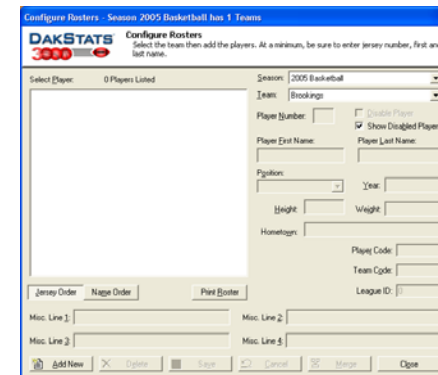 Configure Rosters - Season 2005 Basketball has 1 Teams
DAKSTATS
3000
Configure Rosters
Select the team then add the players. At a minimum, be sure to enter jersey number, first and
last name.
Select Player: 0 Players Listed
Season: 2005 Basketball
Team: Brookings
Player Number:
Disable Player
Show Disabled Player
Player First Name: Player Last Name:
Position:
Year:
Height: Weight:
Hometown:
Player Code:
Team Code:
League ID: 0
Jersey Order Name Order Print Roster
Misc. Line 1: Misc. Line 2:
Misc. Line 3: Misc. Line 4:
Add New Delete Save Cancel Merge Close